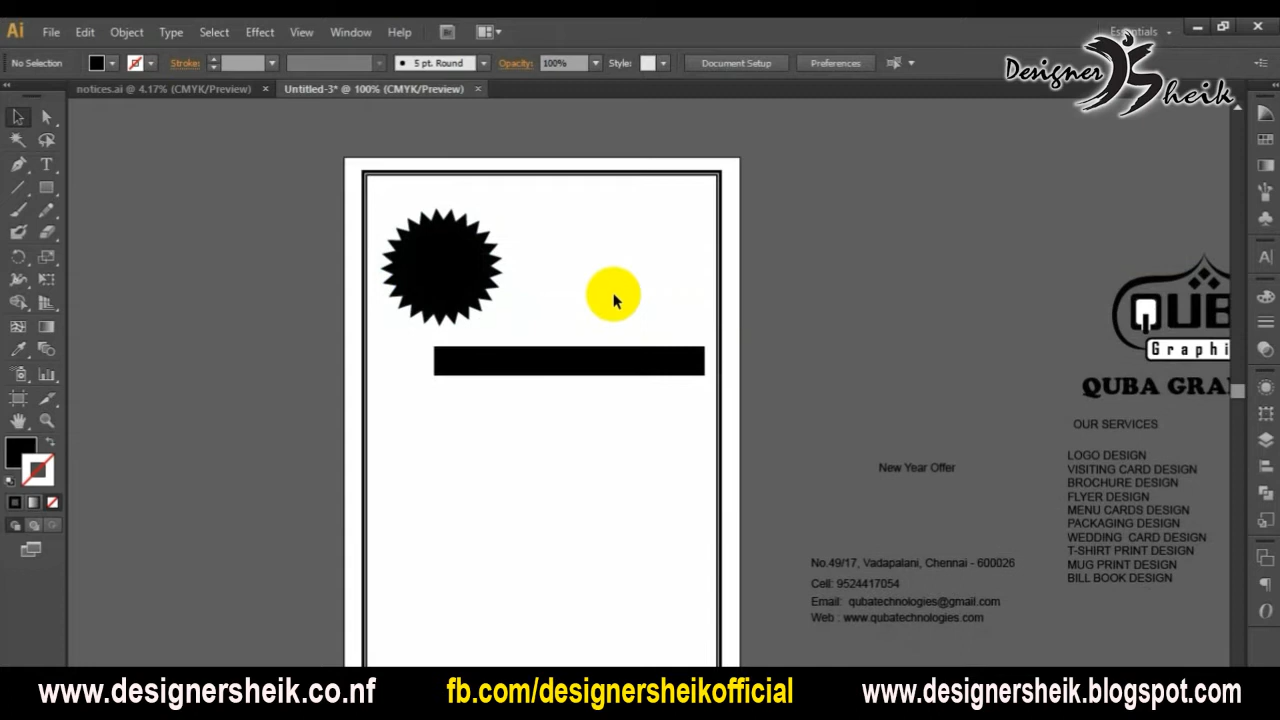 Ai File Edit Object Type Select Effect View Window Help Essentials
No Selection Stroke: 5 pt. Round Opacity: 100% Style: Document Setup Preferences
Designer Sheik
notices.ai @ 4.17% (CMYK/Preview) × Untitled-3* @ 100% (CMYK/Preview) ×
QUB
Graphi
QUBA GRA
OUR SERVICES
LOGO DESIGN
VISITING CARD DESIGN
BROCHURE DESIGN
FLYER DESIGN
MENU CARDS DESIGN
PACKAGING DESIGN
WEDDING CARD DESIGN
T-SHIRT PRINT DESIGN
MUG PRINT DESIGN
BILL BOOK DESIGN
New Year Offer
No.49/17, Vadapalani, Chennai - 600026
Cell: 9524417054
Email: qubatechnologies@gmail.com
Web : www.qubatechnologies.com
www.designersheik.co.nf fb.com/designersheikofficial www.designersheik.blogspot.com